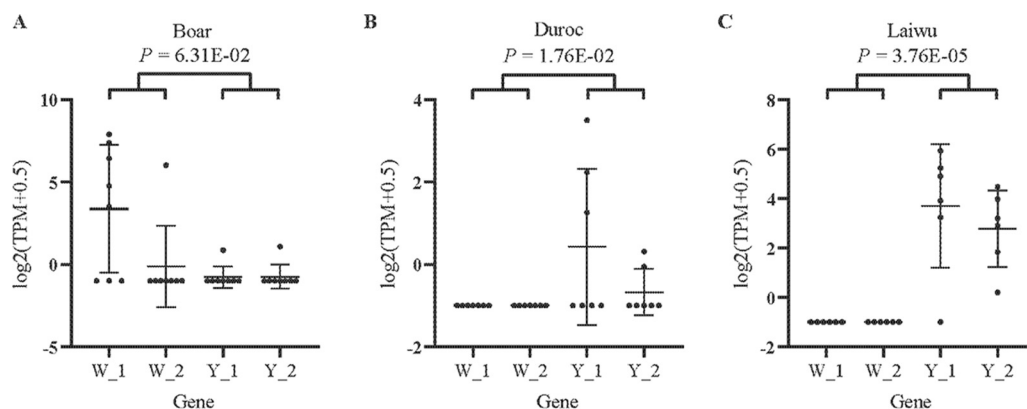 A
Boar
P = 6.31E-02
log2(TPM+0.5)
10
5
0
-5
W_1 W_2 Y_1 Y_2
Gene
B
Duroc
P = 1.76E-02
log2(TPM+0.5)
4
2
0
-2
W_1 W_2 Y_1 Y_2
Gene
C
Laiwu
P = 3.76E-05
log2(TPM+0.5)
8
6
4
2
0
-2
W_1 W_2 Y_1 Y_2
Gene